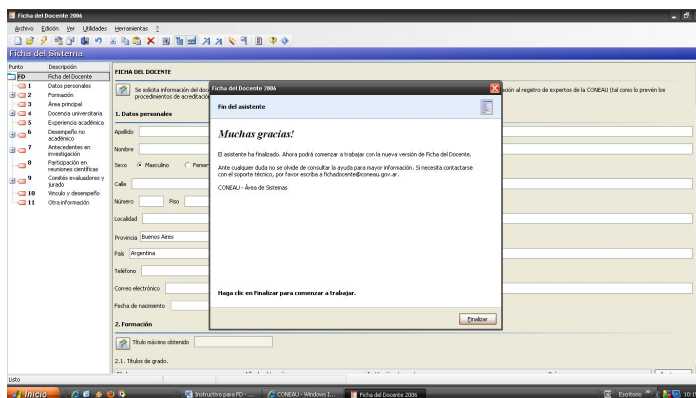 Ficha del Docente 2006
Archivo Edición Ver Utilidades Herramientas ?
Ficha del Sistema
Punto Descripción
FD Ficha del Docente
1 Datos personales
2 Formación
3 Área principal
4 Docencia universitaria
5 Experiencia académica
6 Desempeño no académico
7 Antecedentes en investigación
8 Participación en reuniones científicas
9 Comités evaluadores y jurado
10 Vinculo y desempeño
11 Otra información
FICHA DEL DOCENTE
Se solicita información del doc
ación al registro de expertos de la CONEAU (tal como lo prevén los
procedimientos de acreditació
1. Datos personales
Apellido
Nombre
Sexo Masculino Femen
Calle
Número Piso
Localidad
Provincia Buenos Aires
País Argentina
Teléfono
Correo electrónico
Fecha de nacimiento
2. Formación
Título máximo obtenido
2.1. Títulos de grado.
Ficha del Docente 2006
Fin del asistente
Muchas gracias!
El asistente ha finalizado. Ahora podrá comenzar a trabajar con la nueva versión de Ficha del Docente.
Ante cualquier duda no se olvide de consultar la ayuda para mayor información. Si necesita contactarse
con el soporte técnico, por favor escriba a fichadocente@coneau.gov.ar.
CONEAU - Área de Sistemas
Haga clic en Finalizar para comenzar a trabajar.
Finalizar
Listo
Inicio
Instructivo para FD - ...
CONEAU - Windows I...
Ficha del Docente 2006
Escritorio